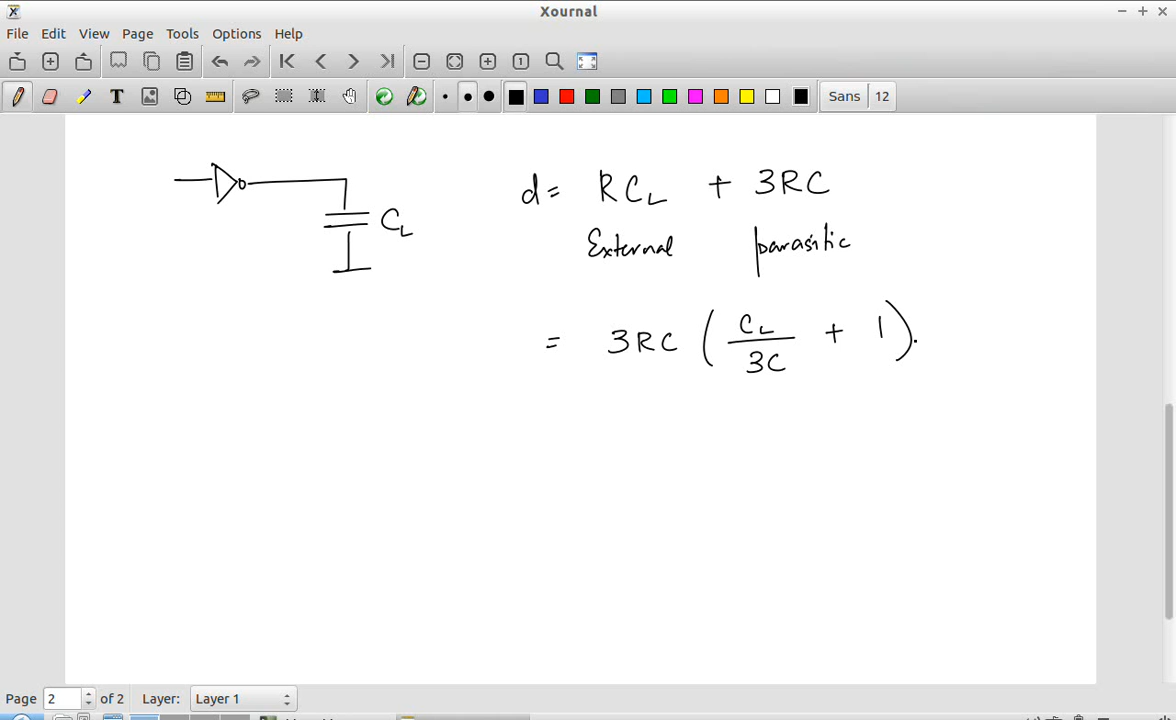 Xournal
File Edit View Page Tools Options Help
Sans 12
C_L
d = RC_L + 3RC
External parasitic
= 3RC ( C_L / 3C + 1 ).
Page 2 of 2 Layer: Layer 1